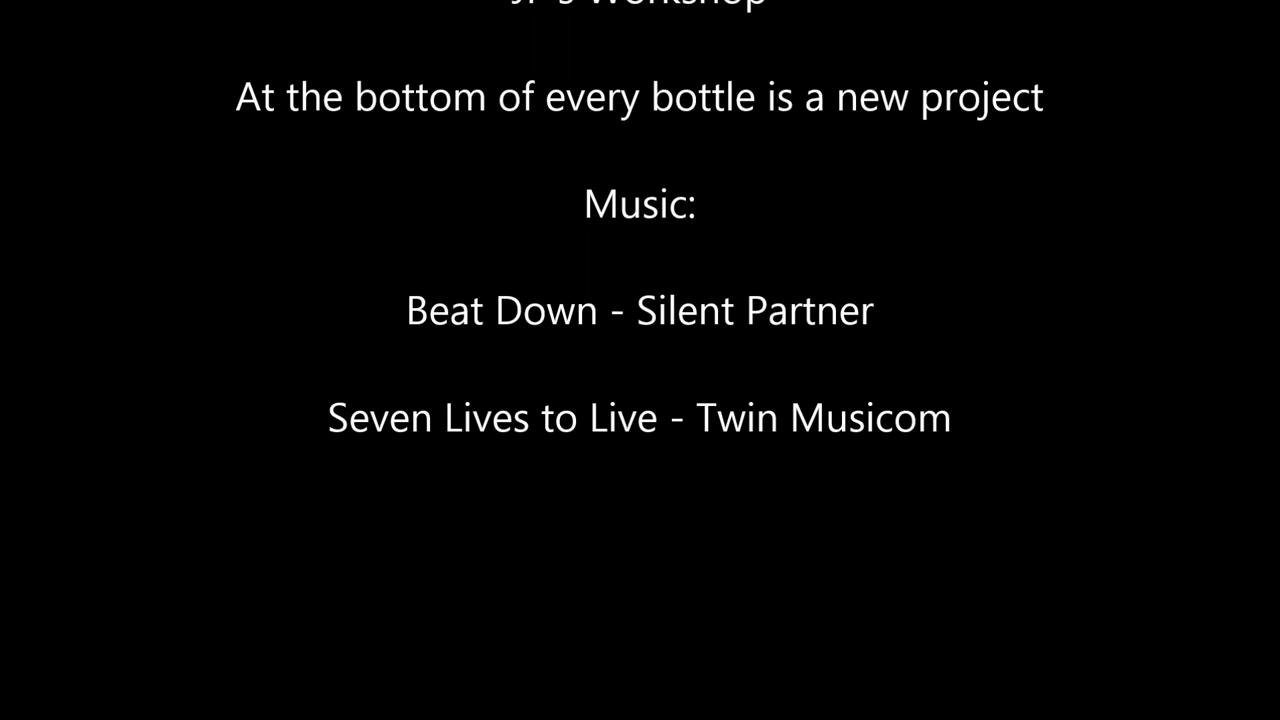 Workshop
At the bottom of every bottle is a new project
Music:
Beat Down - Silent Partner
Seven Lives to Live - Twin Musicom